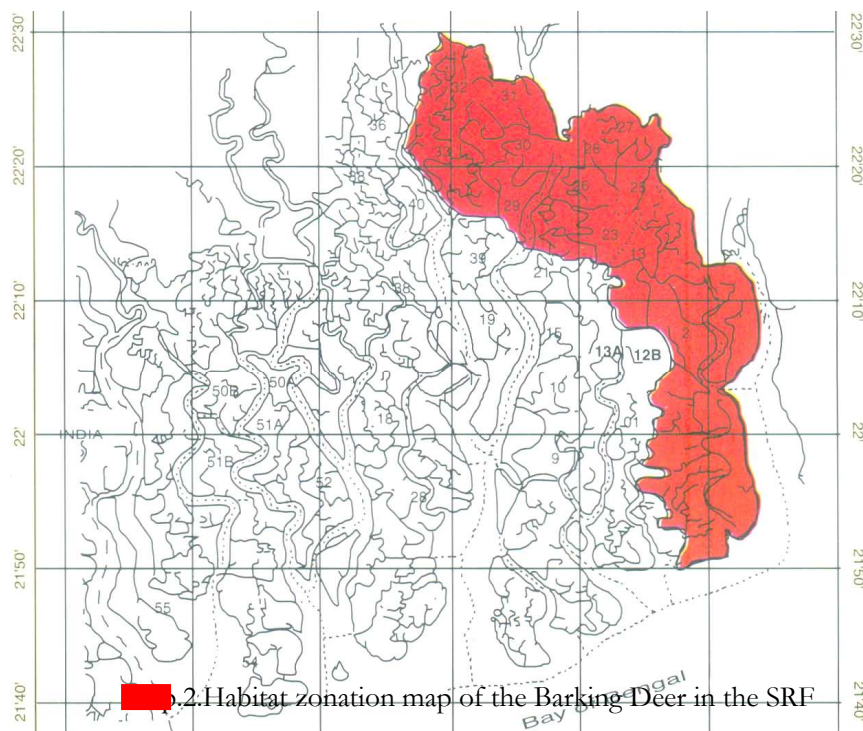 22°30' 22°30'
32 31
36 27
30 28
33
22°20' 22°20'
38 26 25
40 29
23
39 13
21
38
22°10' 22°10'
19 15 2
13A 12B
50B 50A 10
51A 18 01
INDIA 22' 22'
51B 9
52 28
21°50' 21°50'
55
54
21°40' 21°40'
p.2.Habitat zonation map of the Barking Deer in the SRF
Bay of Bengal